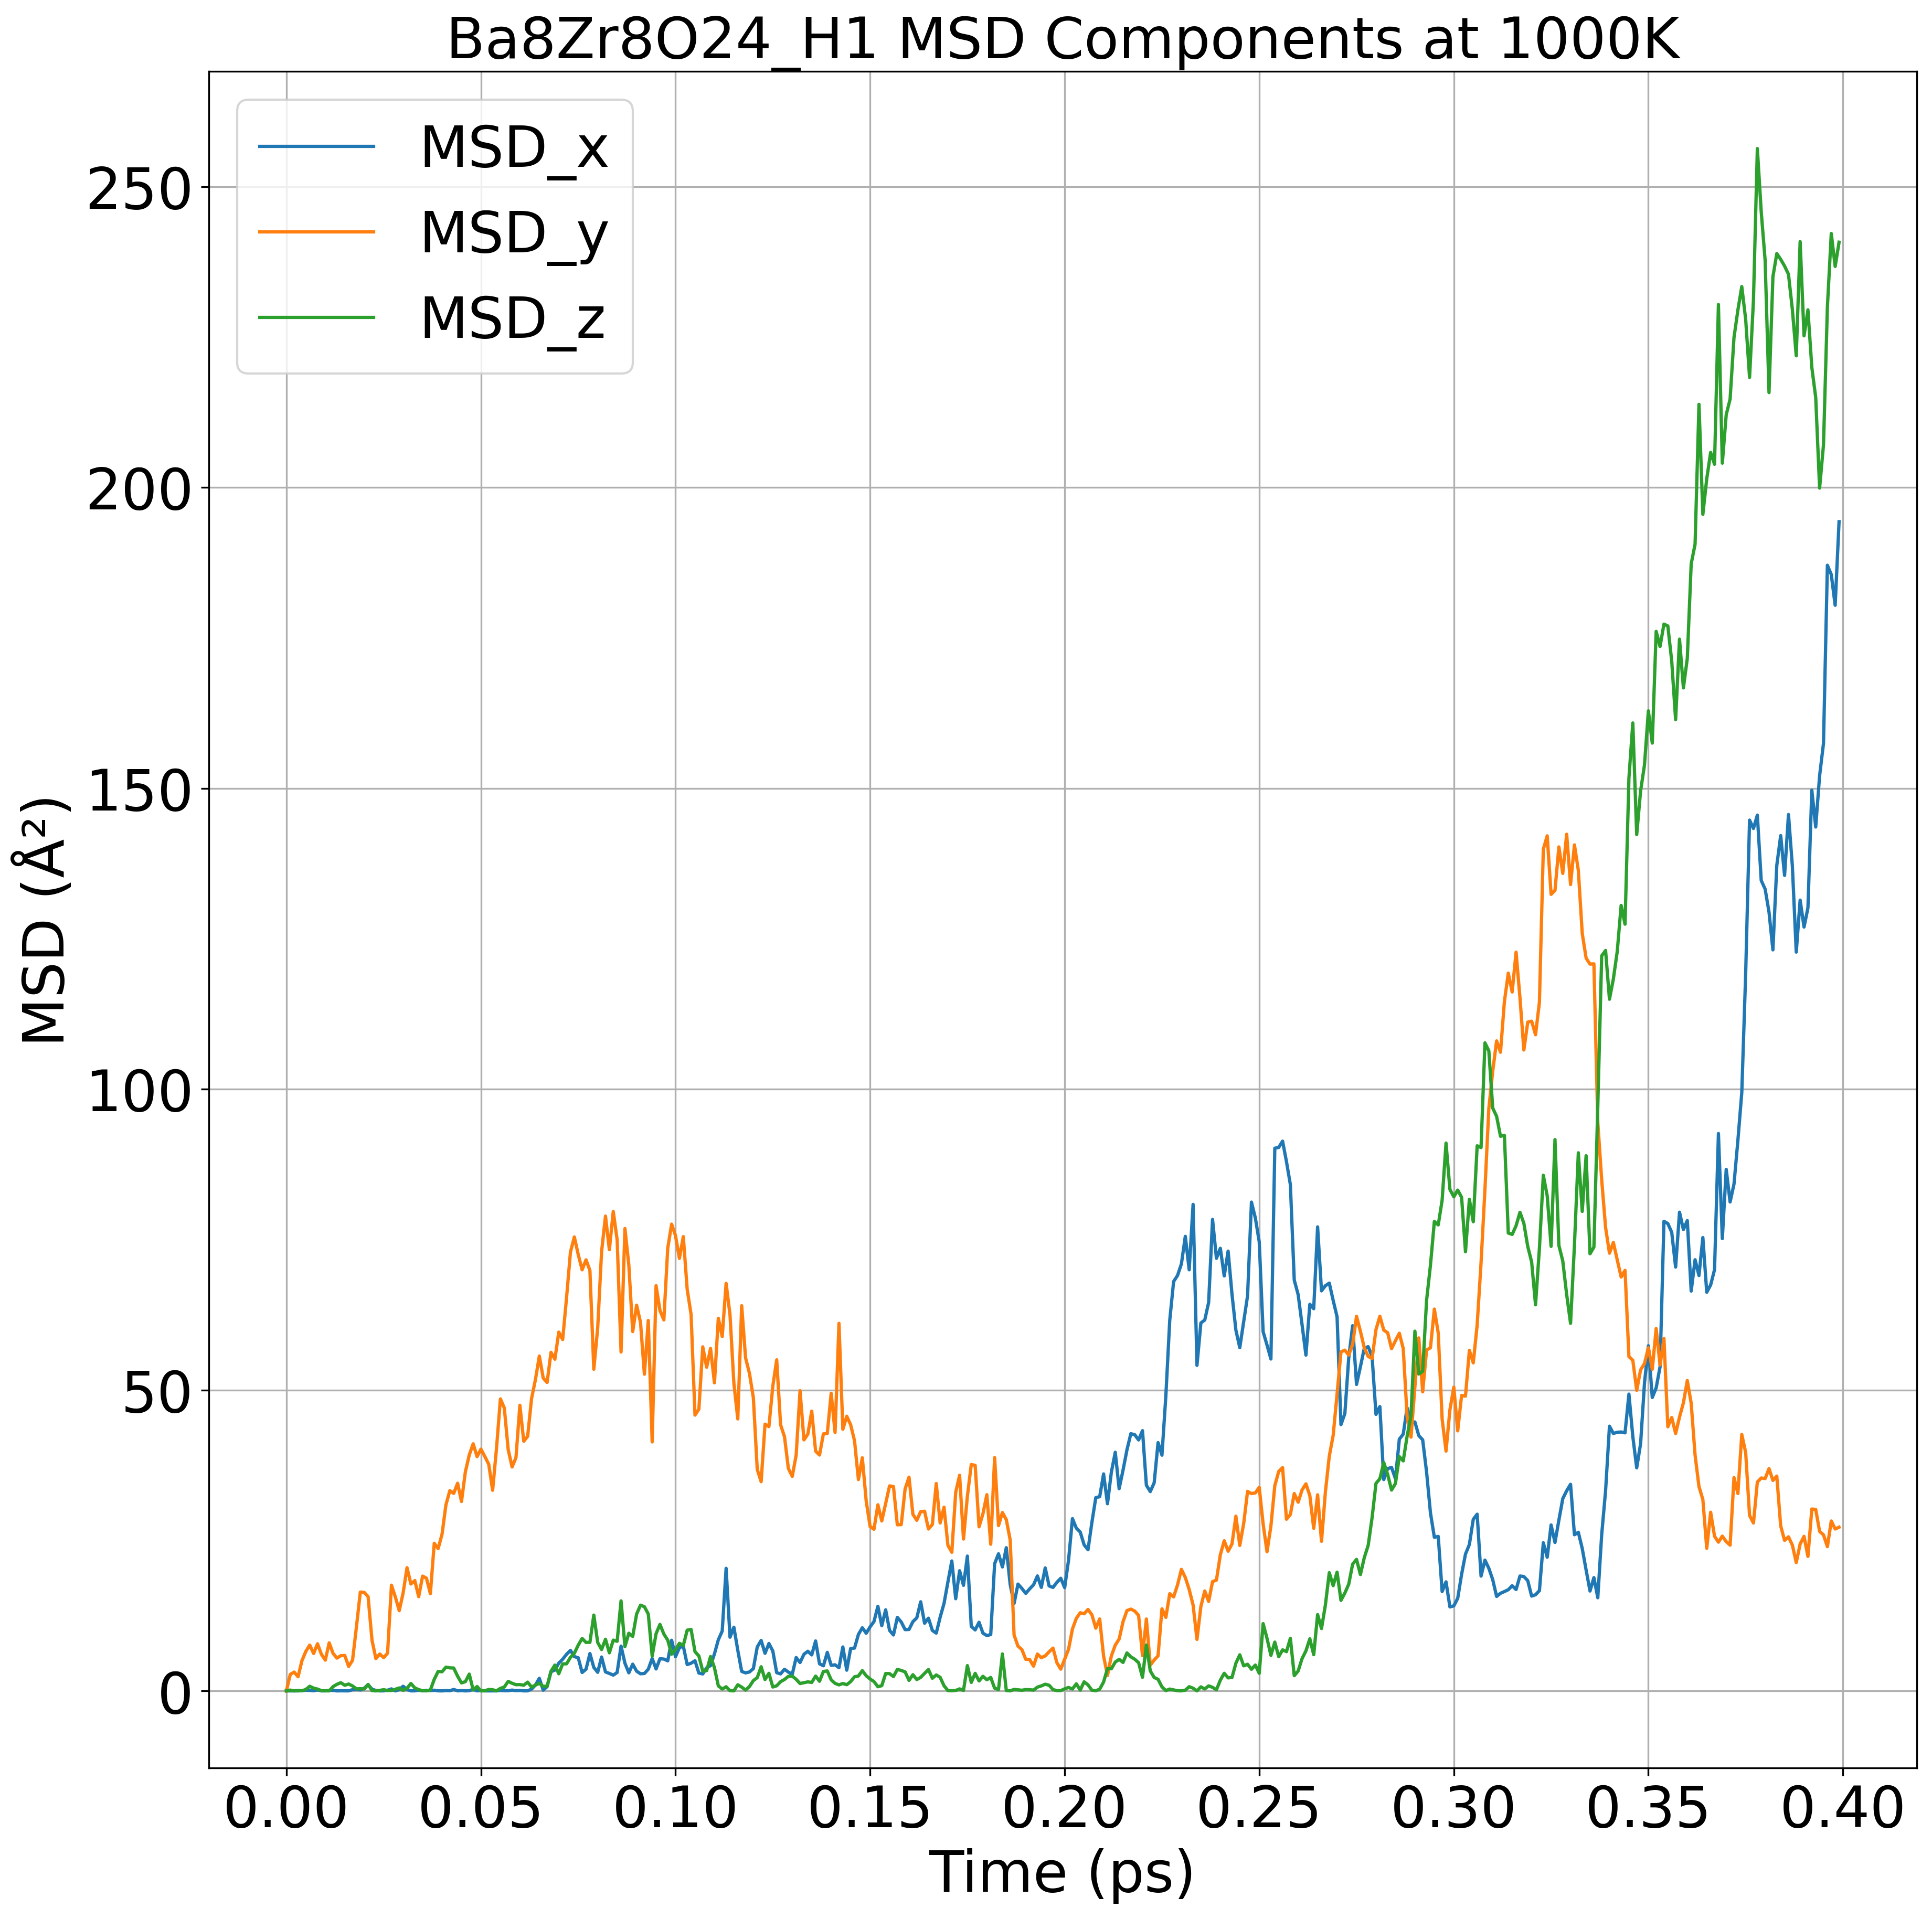 Ba8Zr8O24_H1 MSD Components at 1000K
MSD_x
MSD_y
MSD_z
MSD (Å²)
250
200
150
100
50
0
0.00 0.05 0.10 0.15 0.20 0.25 0.30 0.35 0.40
Time (ps)